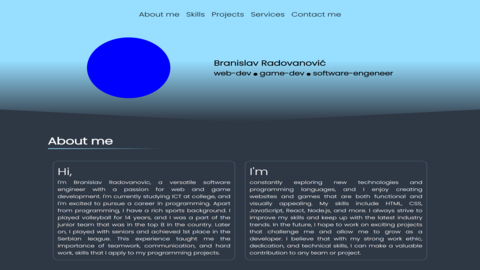 About me Skills Projects Services Contact me
Branislav Radovanović
web-dev ● game-dev ● software-engeneer
About me
Hi,
I'm Branislav Radovanovic, a versatile software
engineer with a passion for web and game
development. I'm currently studying ICT at college, and
I'm excited to pursue a career in programming. Apart
from programming, I have a rich sports background. I
played volleyball for 14 years, and I was a part of the
junior team that was in the top 8 in the country. Later
on, I played with seniors and achieved 1st place in the
Serbian league. This experience taught me the
importance of teamwork, communication, and hard
work, skills that I apply to my programming projects.
I'm
constantly exploring new technologies and
programming languages, and I enjoy creating
websites and games that are both functional and
visually appealing. My skills include HTML, CSS,
JavaScript, React, Node.js, and more. I always strive to
improve my skills and keep up with the latest industry
trends. In the future, I hope to work on exciting projects
that challenge me and allow me to grow as a
developer. I believe that with my strong work ethic,
dedication, and technical skills, I can make a valuable
contribution to any team or project.